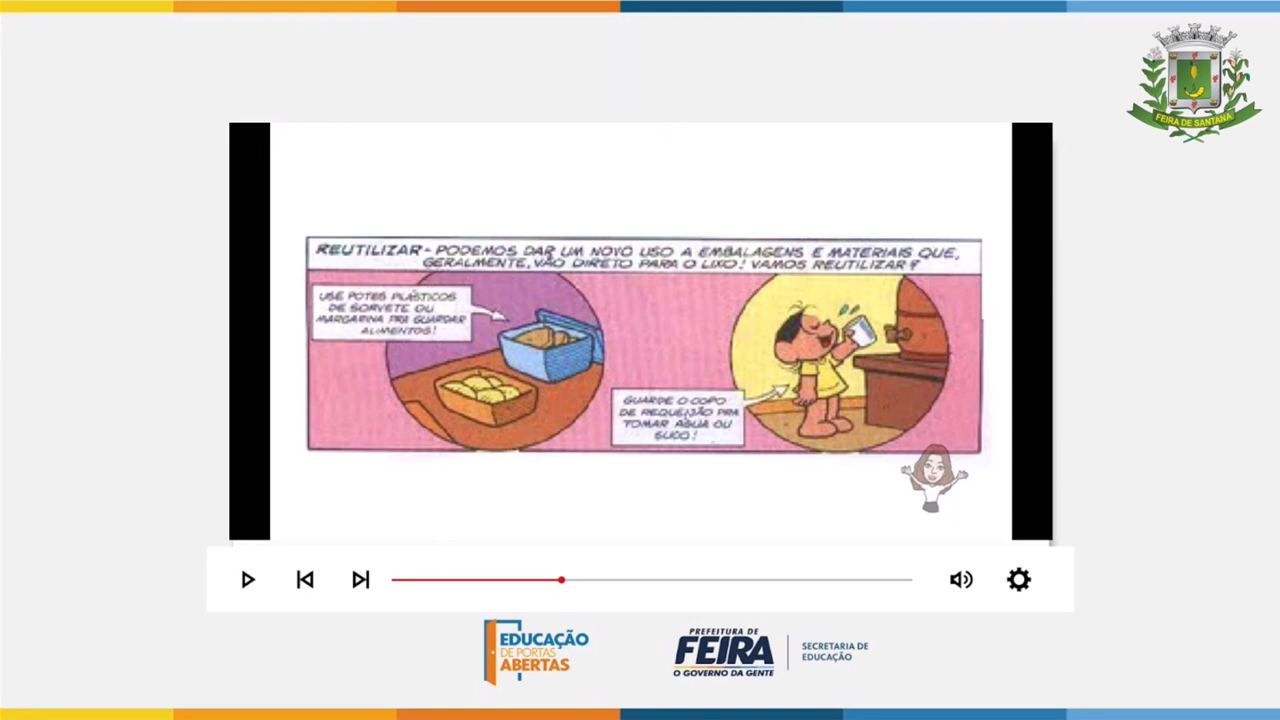 FEIRA DE SANTANA
REUTILIZAR - PODEMOS DAR UM NOVO USO A EMBALAGENS E MATERIAIS QUE,
GERALMENTE, VÃO DIRETO PARA O LIXO! VAMOS REUTILIZAR?
USE POTES PLÁSTICOS
DE SORVETE OU
MARGARINA PRA GUARDAR
ALIMENTOS!
GUARDE O COPO
DE REQUEIJÃO PRA
TOMAR ÁGUA OU
SUCO!
EDUCAÇÃO
DE PORTAS
ABERTAS
PREFEITURA DE
FEIRA
O GOVERNO DA GENTE
SECRETARIA DE
EDUCAÇÃO